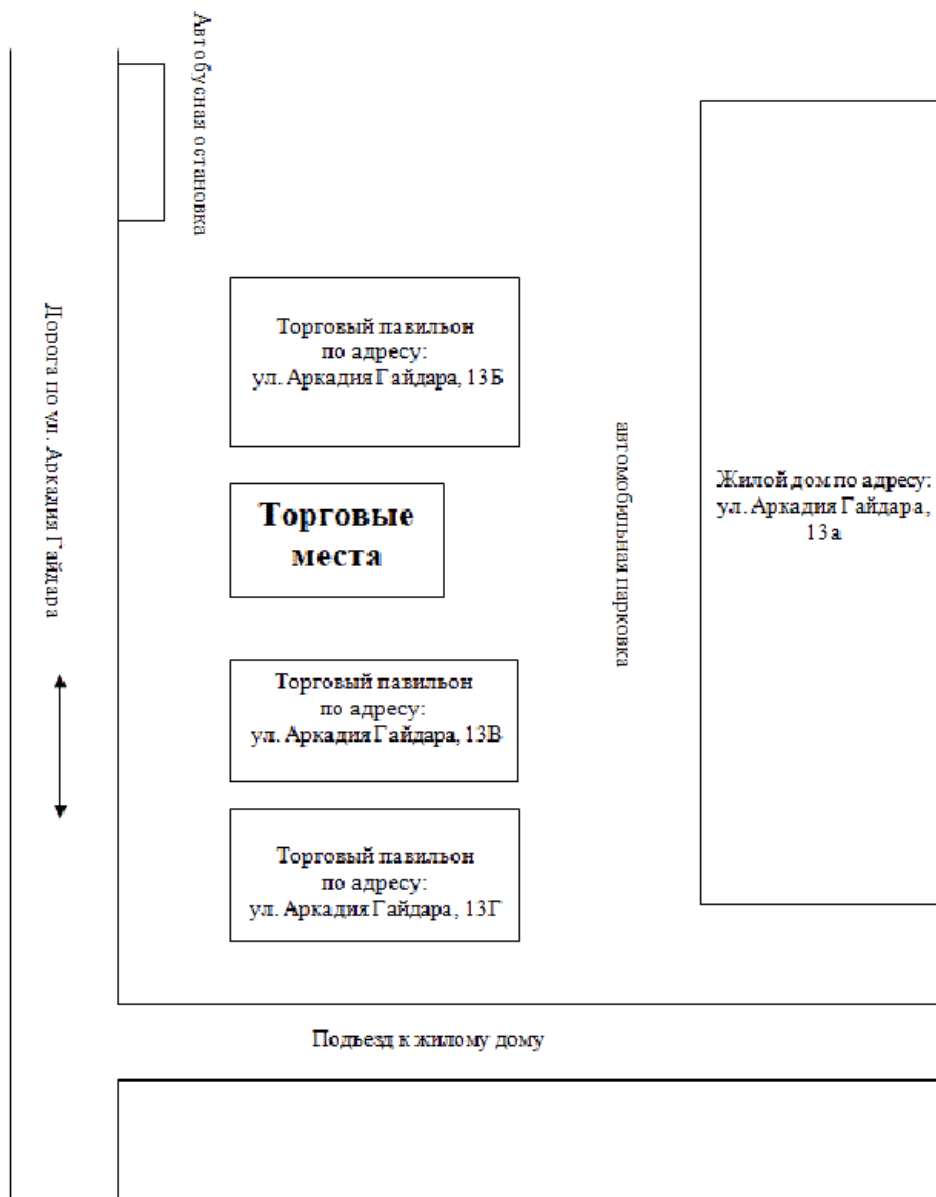 Автобусная остановка
Дорога по ул. Аркадия Гайдара
Торговый павильон
по адресу:
ул. Аркадия Гайдара, 13Б
Торговые
места
автомобильная парковка
Жилой дом по адресу:
ул. Аркадия Гайдара,
13а
Торговый павильон
по адресу:
ул. Аркадия Гайдара, 13В
Торговый павильон
по адресу:
ул. Аркадия Гайдара, 13Г
Подъезд к жилому дому